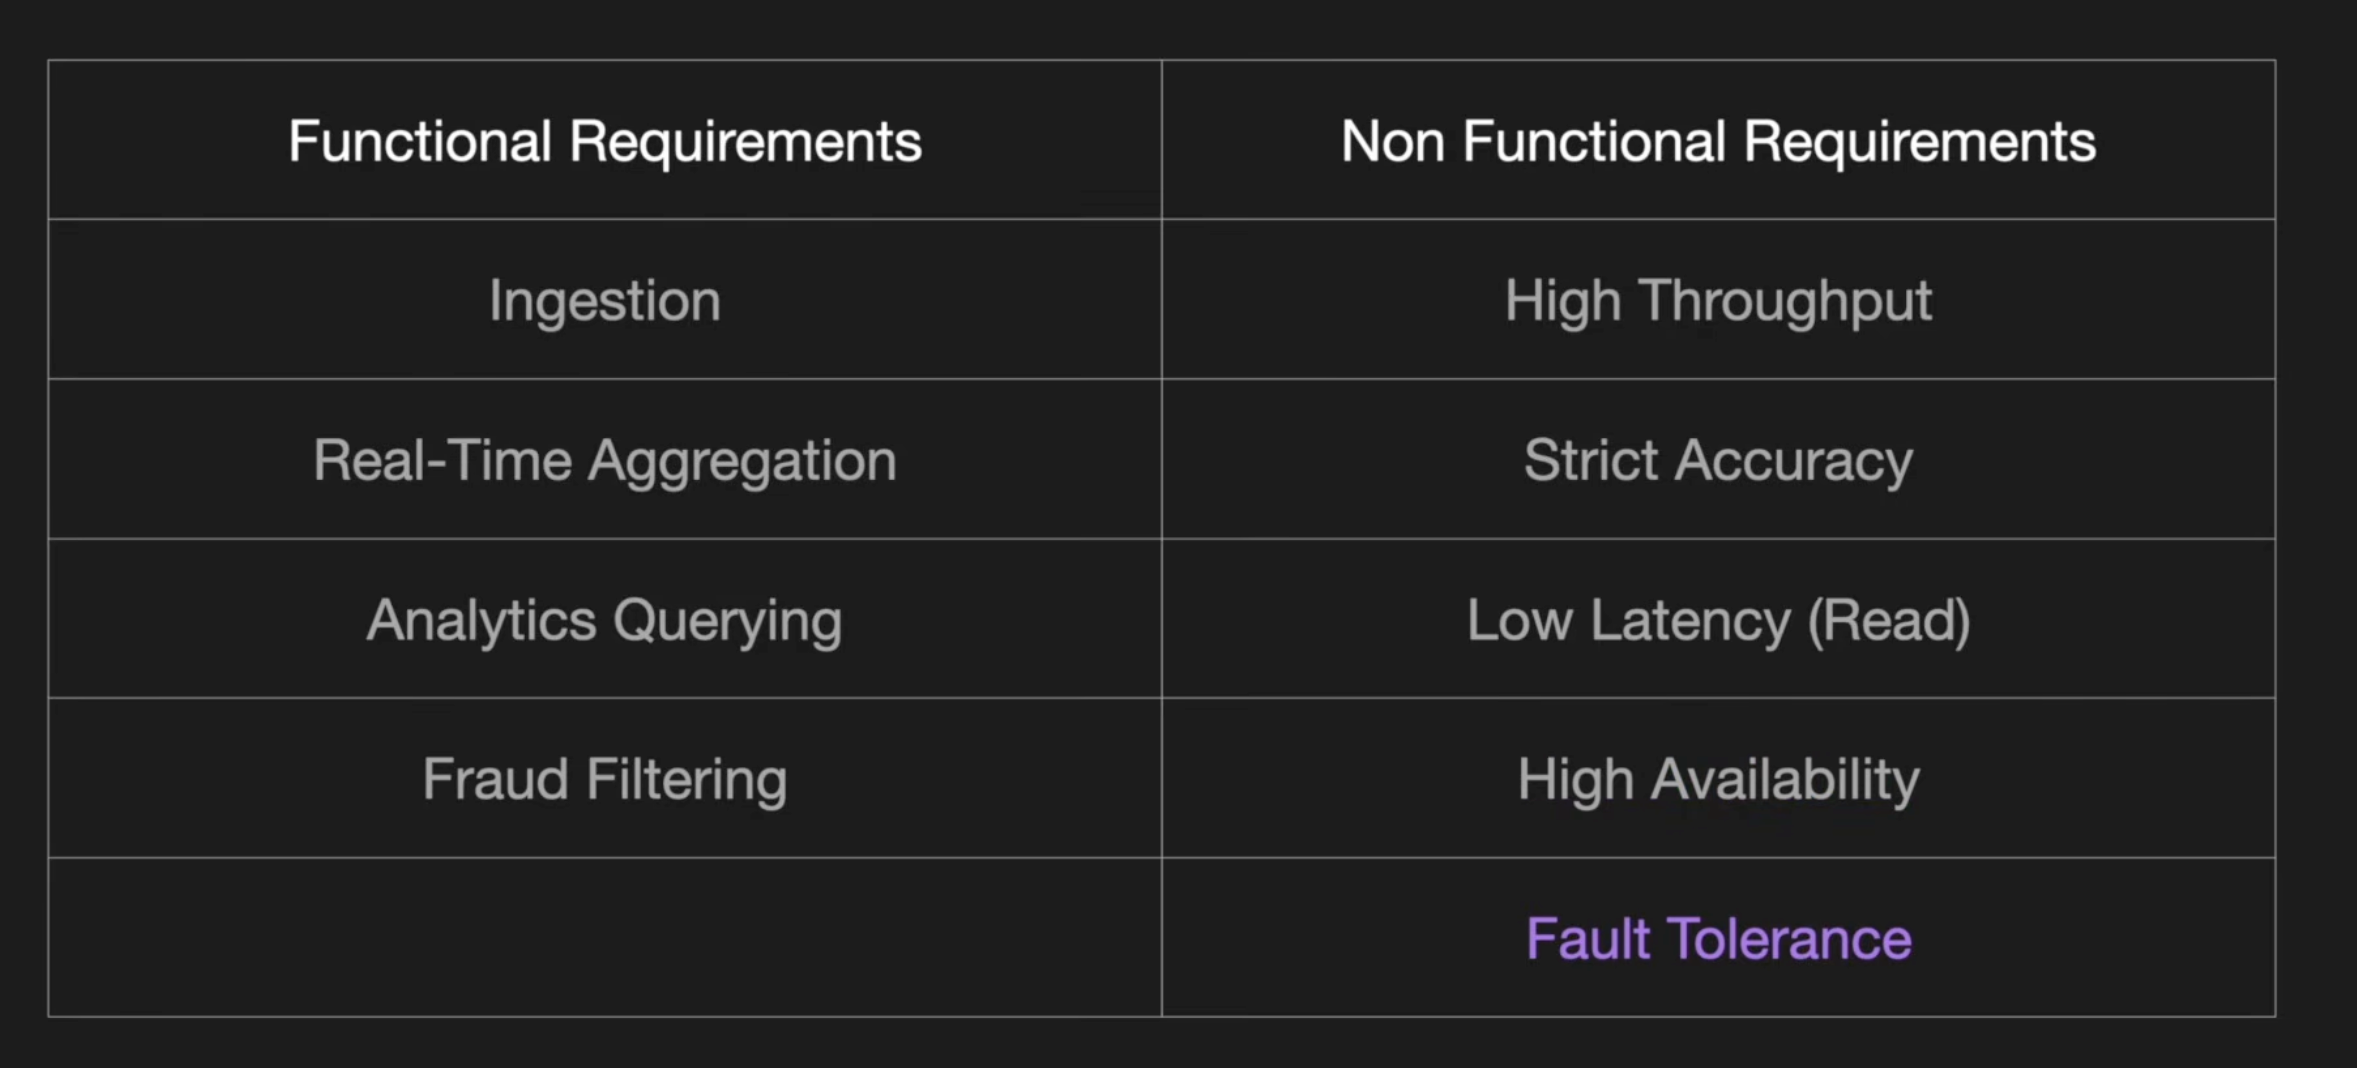 Functional Requirements
Non Functional Requirements
Ingestion
High Throughput
Real-Time Aggregation
Strict Accuracy
Analytics Querying
Low Latency (Read)
Fraud Filtering
High Availability
Fault Tolerance